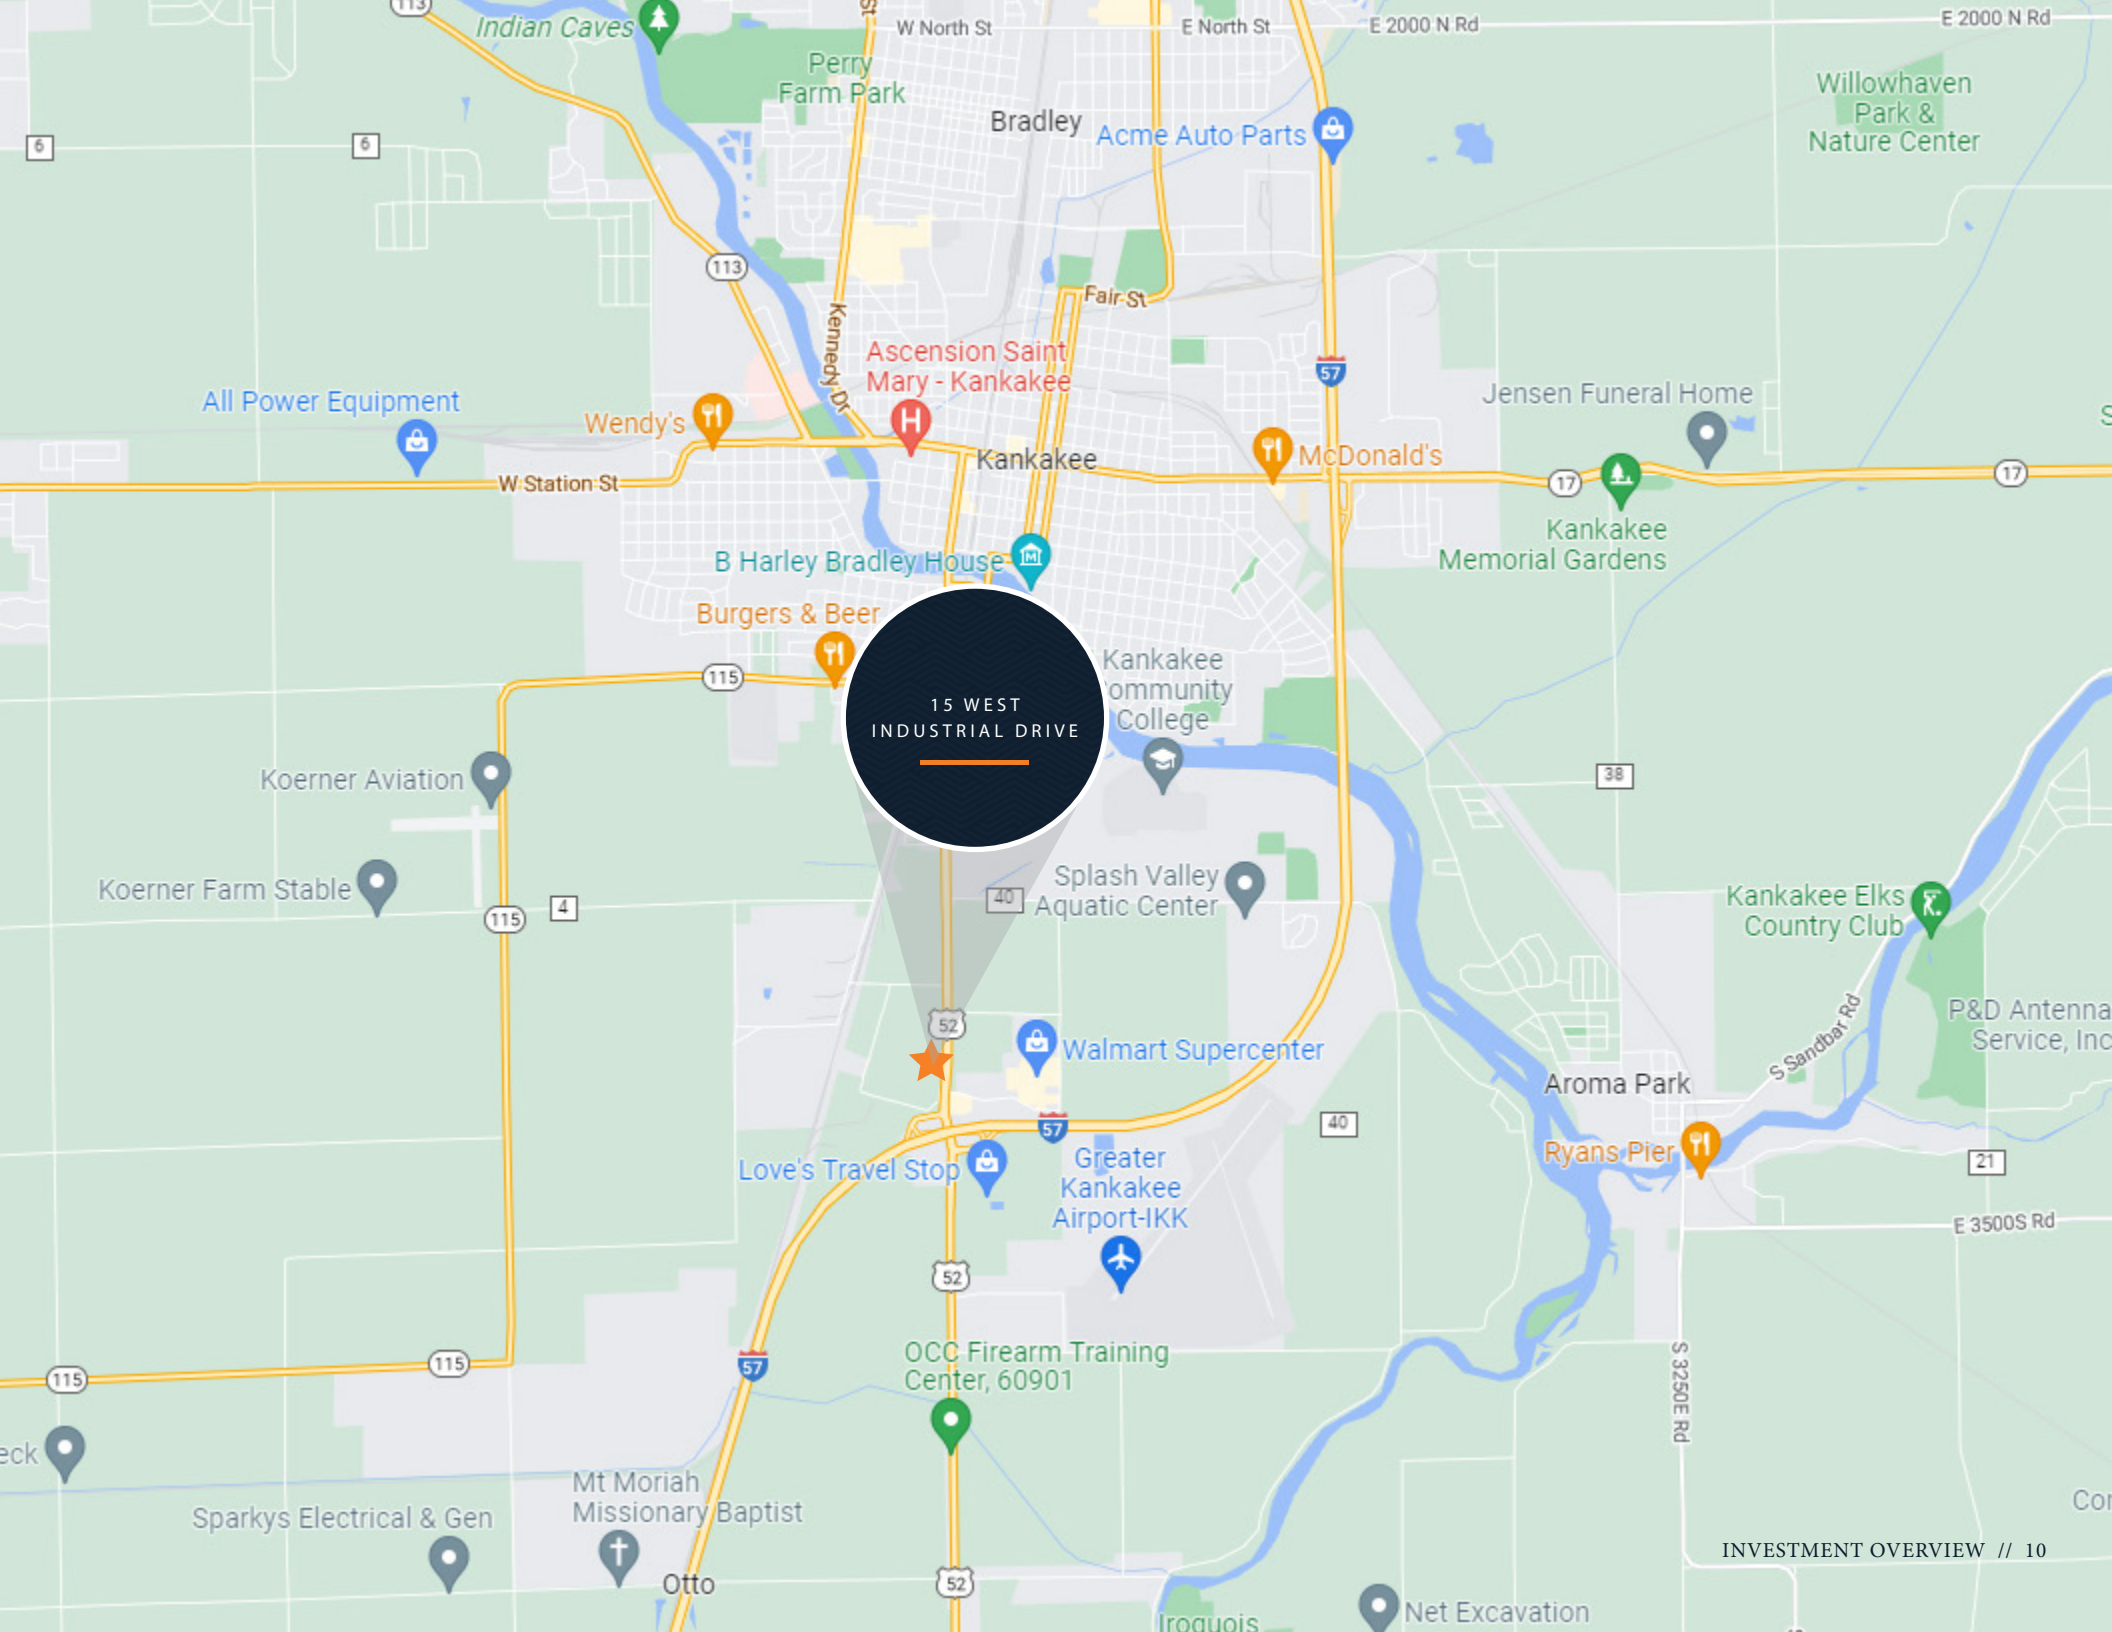 113
Indian Caves
W North St
E North St
E 2000 N Rd
E 2000 N Rd
St
Perry
Farm Park
Bradley
Acme Auto Parts
Willowhaven
Park &
Nature Center
6
6
113
Fair St
Kennedy Dr
Ascension Saint
Mary - Kankakee
H
57
Jensen Funeral Home
All Power Equipment
Wendy's
S
Kankakee
McDonald's
W Station St
17
17
Kankakee
Memorial Gardens
B Harley Bradley House
M
Burgers & Beer
115
15 WEST
INDUSTRIAL DRIVE
Kankakee
ommunity
College
Koerner Aviation
38
Koerner Farm Stable
115
4
40
Splash Valley
Aquatic Center
Kankakee Elks
Country Club
52
Walmart Supercenter
S Sandbar Rd
P&D Antenna
Service, Inc
Aroma Park
57
40
Love's Travel Stop
Greater
Kankakee
Airport-IKK
Ryans Pier
21
E 3500S Rd
52
115
115
57
OCC Firearm Training
Center, 60901
S 3250E Rd
eck
Mt Moriah
Missionary Baptist
Sparkys Electrical & Gen
Cor
INVESTMENT OVERVIEW // 10
Otto
52
Net Excavation
Iroquois